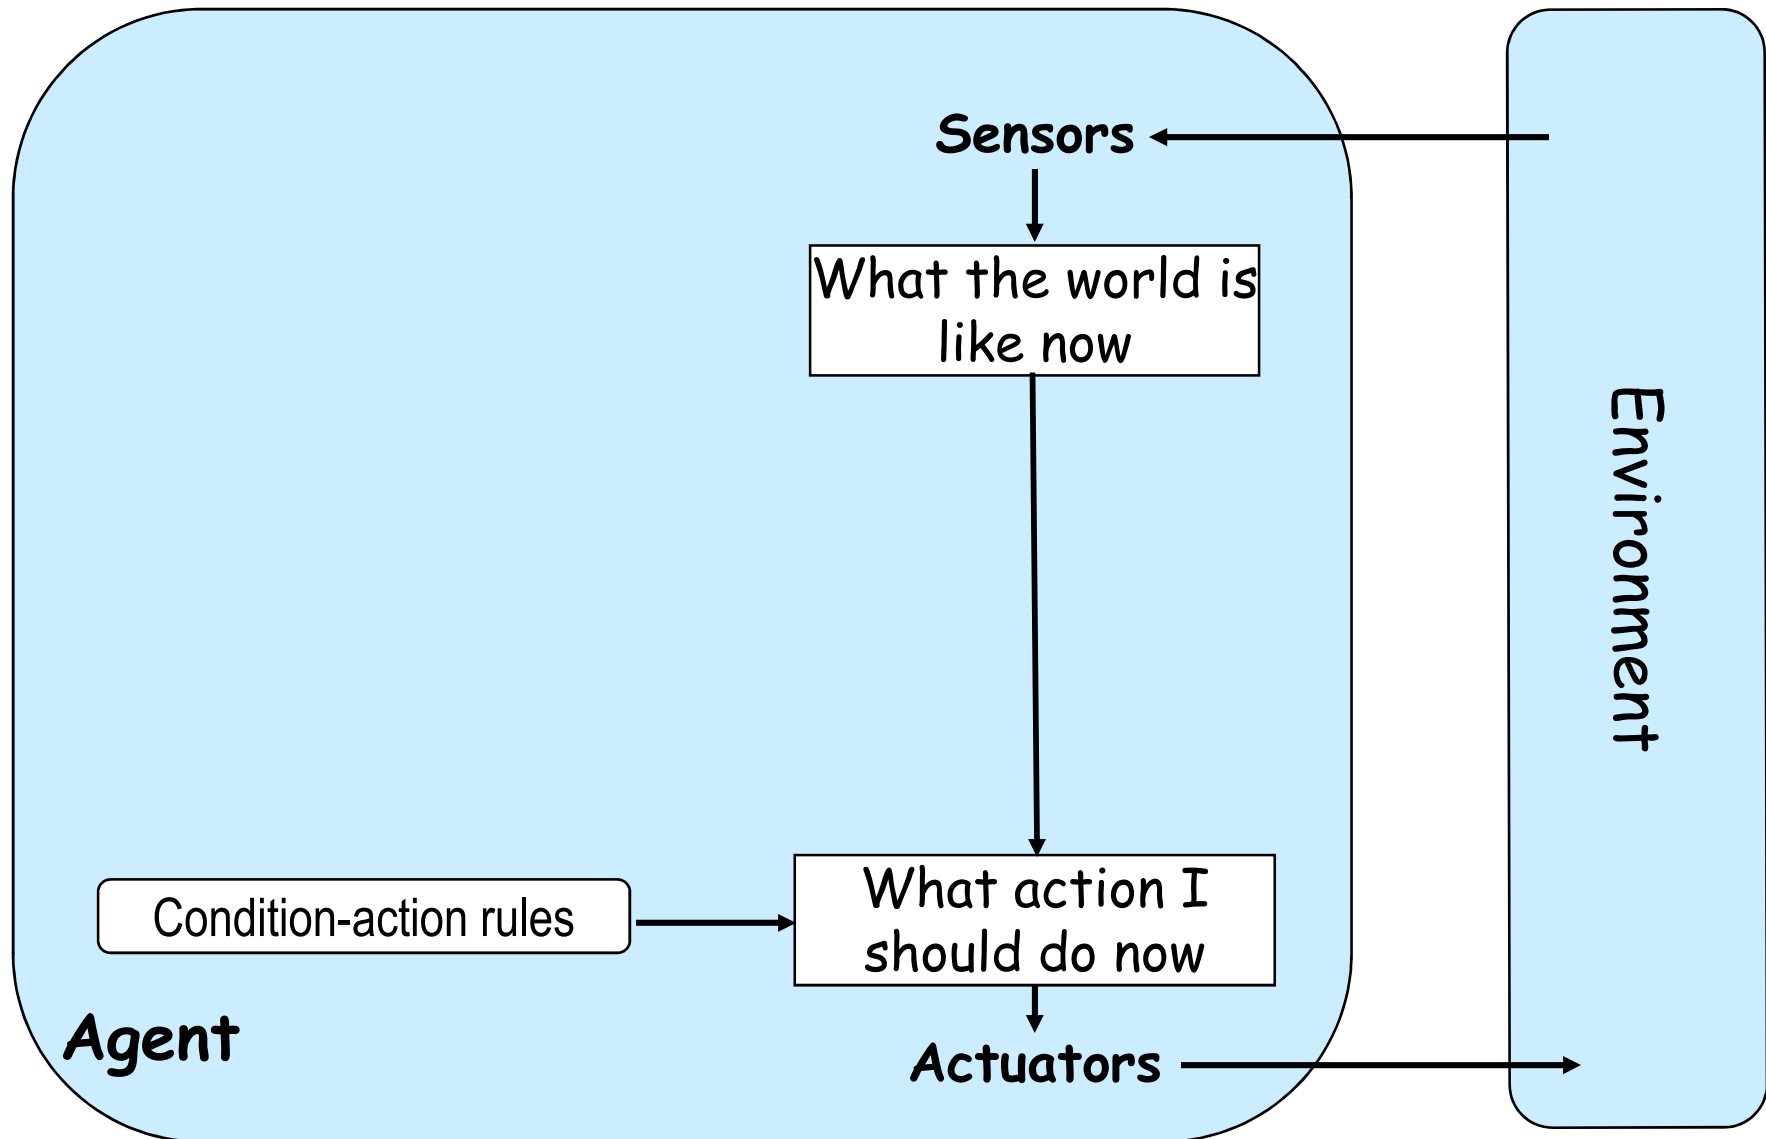 Sensors
What the world is
like now
Environment
Condition-action rules
What action I
should do now
Agent
Actuators